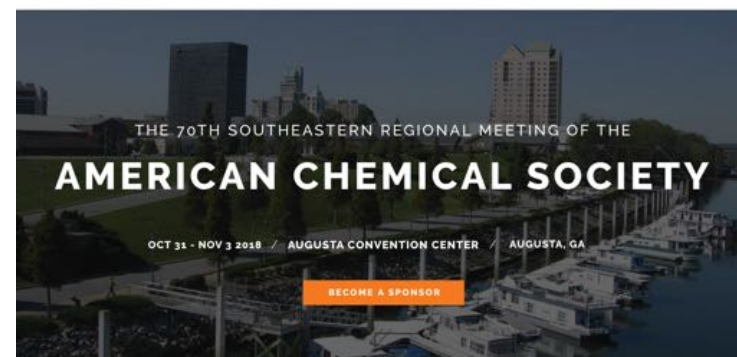 THE 70TH SOUTHEASTERN REGIONAL MEETING OF THE
AMERICAN CHEMICAL SOCIETY
OCT 31 - NOV 3 2018 / AUGUSTA CONVENTION CENTER / AUGUSTA, GA
BECOME A SPONSOR